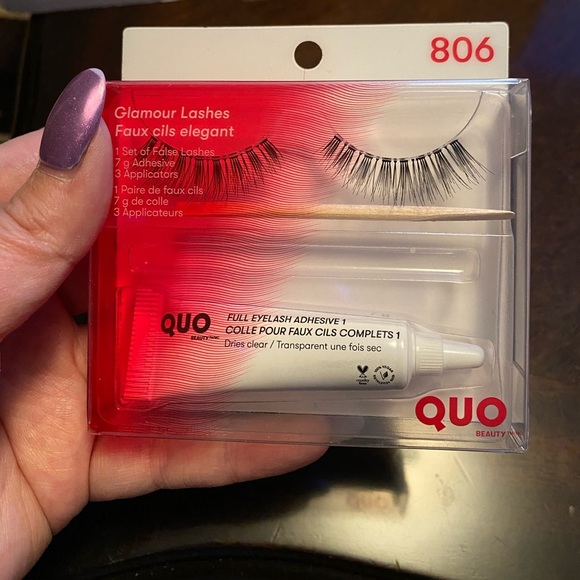 806
Glamour Lashes
Faux cils elegant
1 Set of False Lashes
7 g Adhesive
3 Applicators
1 Paire de faux cils
7 g de colle
3 Applicateurs
QUO
BEAUTY
FULL EYELASH ADHESIVE 1
COLLE POUR FAUX CILS COMPLETS 1
Dries clear / Transparent une fois sec
QUO
BEAUTY